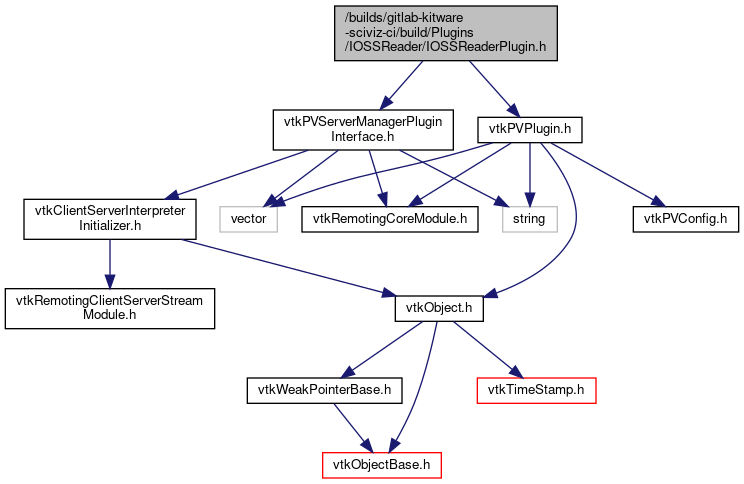 /builds/gitlab-kitware
-sciviz-ci/build/Plugins
/IOSSReader/IOSSReaderPlugin.h
vtkPVServerManagerPlugin
Interface.h
vtkPVPlugin.h
vtkClientServerInterpreter
Initializer.h
vector
vtkRemotingCoreModule.h
string
vtkPVConfig.h
vtkRemotingClientServerStream
Module.h
vtkObject.h
vtkWeakPointerBase.h
vtkTimeStamp.h
vtkObjectBase.h